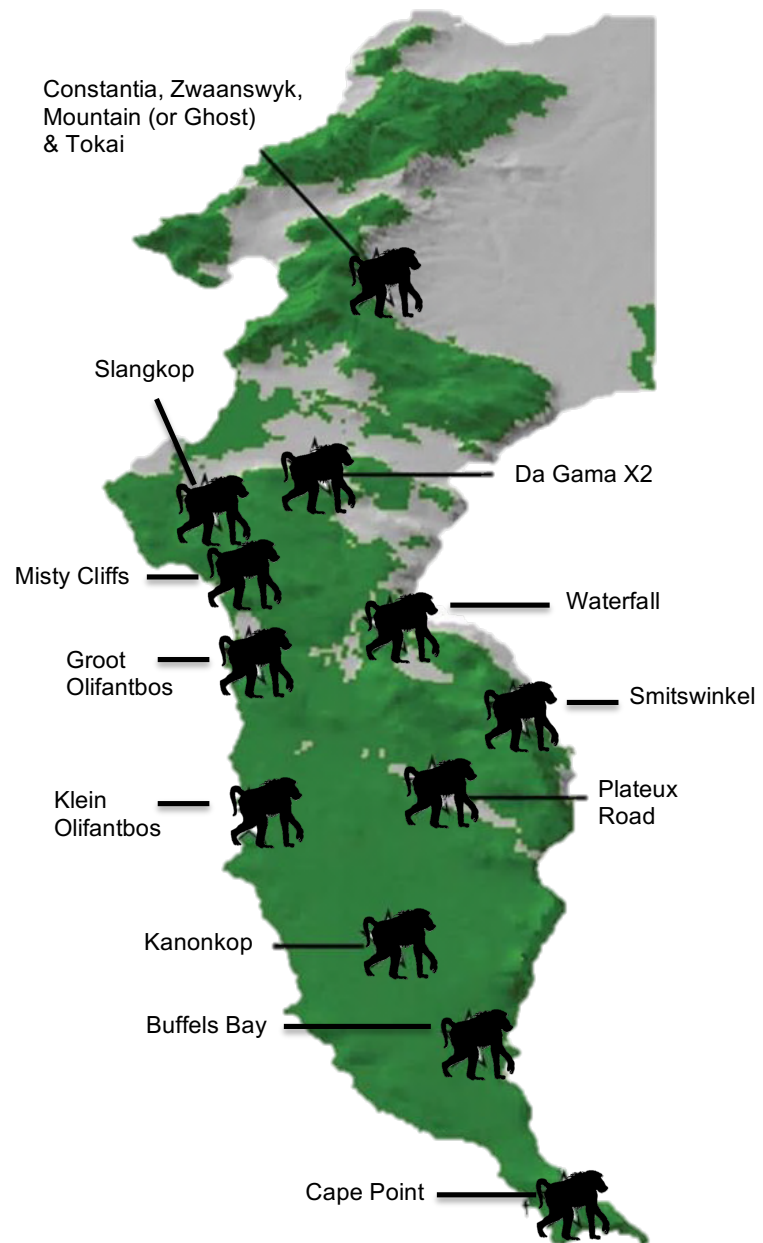 Constantia, Zwaanswyk,
Mountain (or Ghost)
& Tokai
Slangkop
Da Gama X2
Misty Cliffs
Waterfall
Groot
Olifantbos
Smitswinkel
Klein
Olifantbos
Plateux
Road
Kanonkop
Buffels Bay
Cape Point